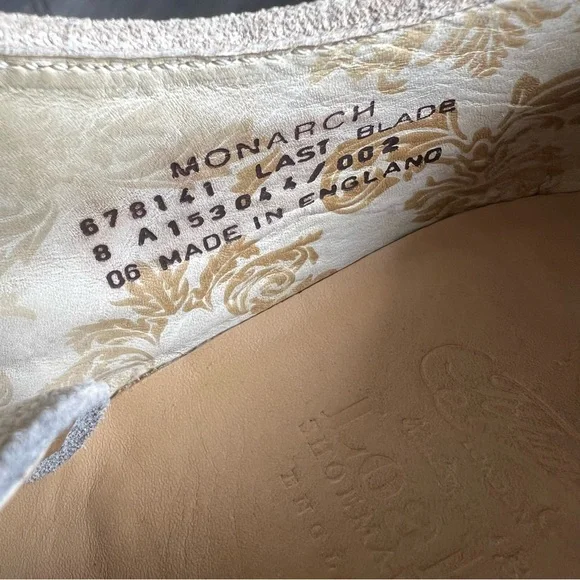 MONARCH
678141 LAST BLADE
8 A153044/002
06 MADE IN ENGLAND